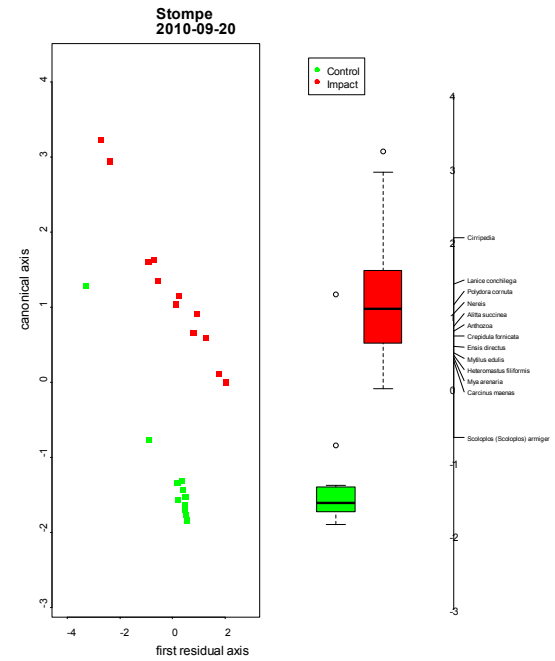 Stompe
2010-09-20
Control
Impact
canonical axis
4
3
2
1
0
-1
-2
-3
-4
-2
0
2
first residual axis
4
3
2
1
0
-1
-2
-3
Cirripedia
Lanice conchilega
Polydora cornuta
Nereis
Alitta succinea
Anthozoa
Crepidula fornicata
Ensis directus
Mytilus edulis
Heteromastus filiformis
Mya arenaria
Carcinus maenas
Scoloplos (Scoloplos) armiger